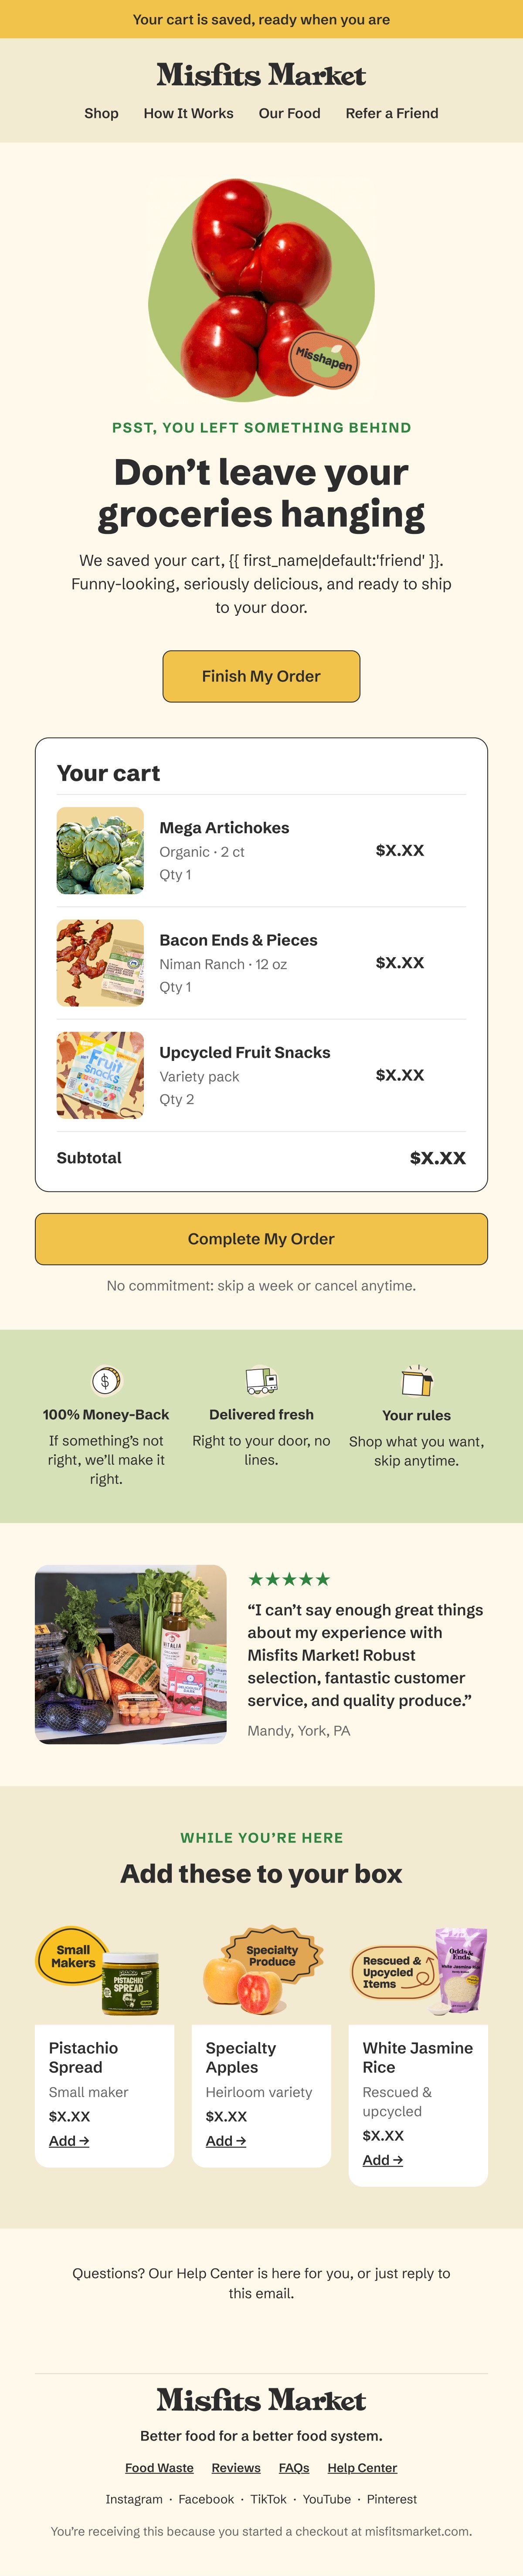 Your cart is saved, ready when you are
Misfits Market
Shop How It Works Our Food Refer a Friend
Misshapen
PSST, YOU LEFT SOMETHING BEHIND
Don’t leave your
groceries hanging
We saved your cart, {{ first_name|default:'friend' }}.
Funny-looking, seriously delicious, and ready to ship
to your door.
Finish My Order
Your cart
Mega Artichokes
Organic · 2 ct
Qty 1
$X.XX
Bacon Ends & Pieces
Niman Ranch · 12 oz
Qty 1
$X.XX
Fruit
snacks
Upcycled Fruit Snacks
Variety pack
Qty 2
$X.XX
Subtotal $X.XX
Complete My Order
No commitment: skip a week or cancel anytime.
$
100% Money-Back
If something’s not
right, we’ll make it
right.
Delivered fresh
Right to your door, no
lines.
Your rules
Shop what you want,
skip anytime.
★★★★★
“I can’t say enough great things
about my experience with
Misfits Market! Robust
selection, fantastic customer
service, and quality produce.”
Mandy, York, PA
WHILE YOU’RE HERE
Add these to your box
Small
Makers
PISTACHIO
SPREAD
Pistachio
Spread
Small maker
$X.XX
Add →
Specialty
Produce
Specialty
Apples
Heirloom variety
$X.XX
Add →
Rescued &
Upcycled
Items
Odds &
Ends
White Jasmine Rice
White Jasmine
Rice
Rescued &
upcycled
$X.XX
Add →
Questions? Our Help Center is here for you, or just reply to
this email.
Misfits Market
Better food for a better food system.
Food Waste Reviews FAQs Help Center
Instagram · Facebook · TikTok · YouTube · Pinterest
You’re receiving this because you started a checkout at misfitsmarket.com.